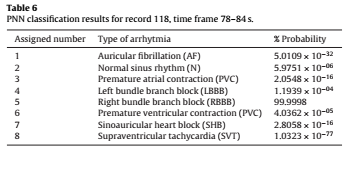 Table 6
PNN classification results for record 118, time frame 78–84 s.
Assigned number Type of arrhytmia % Probability
1 Auricular fibrillation (AF) 5.0109 × 10⁻³²
2 Normal sinus rhythm (N) 5.9751 × 10⁻⁰⁶
3 Premature atrial contraction (PVC) 2.0548 × 10⁻¹⁶
4 Left bundle branch block (LBBB) 1.1939 × 10⁻⁰⁴
5 Right bundle branch block (RBBB) 99.9998
6 Premature ventricular contraction (PVC) 4.0362 × 10⁻⁰⁵
7 Sinoauricular heart block (SHB) 2.8058 × 10⁻¹⁶
8 Supraventricular tachycardia (SVT) 1.0323 × 10⁻⁷⁷